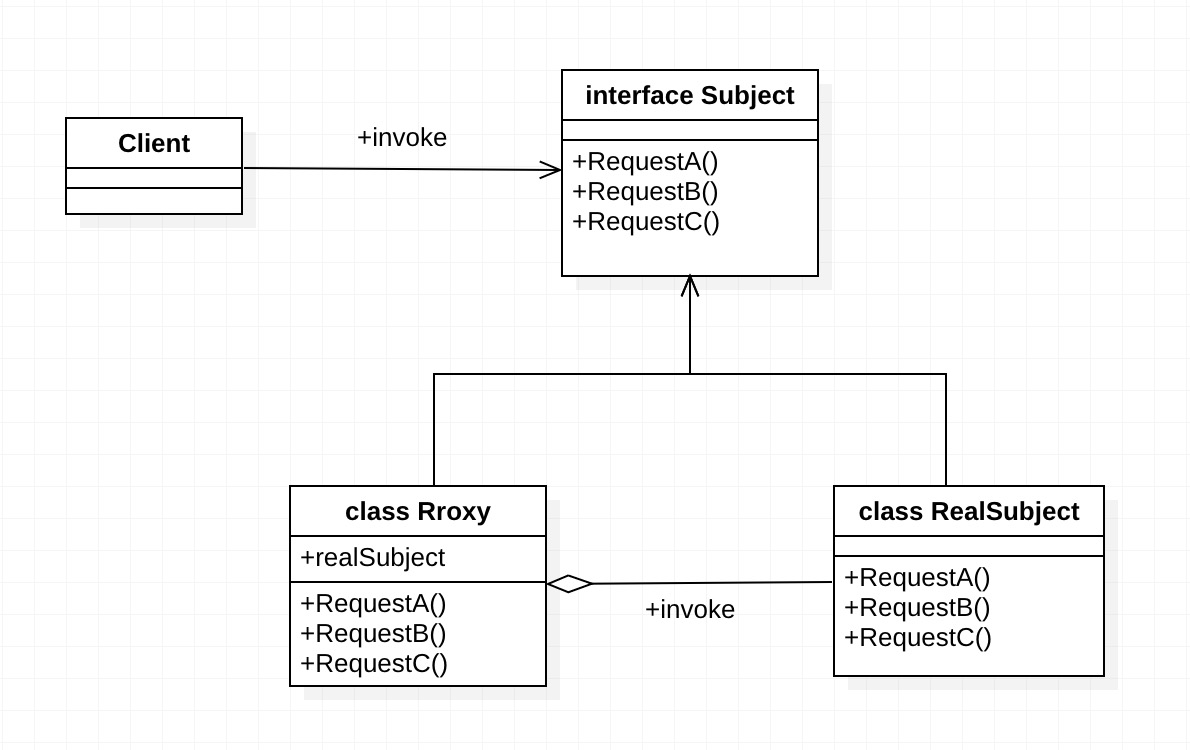 Client
+invoke
interface Subject
+RequestA()
+RequestB()
+RequestC()
class Rroxy
+realSubject
+RequestA()
+RequestB()
+RequestC()
+invoke
class RealSubject
+RequestA()
+RequestB()
+RequestC()